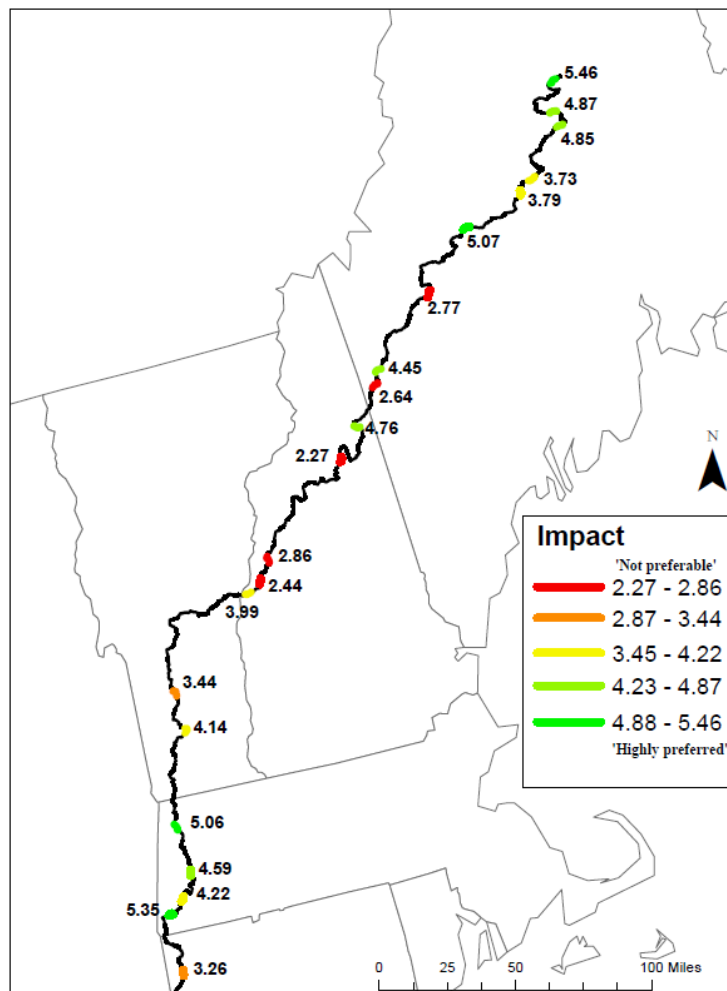 5.46
4.87
4.85
3.73
3.79
5.07
2.77
4.45
2.64
4.76
2.27
N
2.86
2.44
3.99
Impact
'Not preferable'
2.27 - 2.86
2.87 - 3.44
3.45 - 4.22
4.23 - 4.87
4.88 - 5.46
'Highly preferred'
3.44
4.14
5.06
4.59
4.22
5.35
3.26
0 25 50 100 Miles